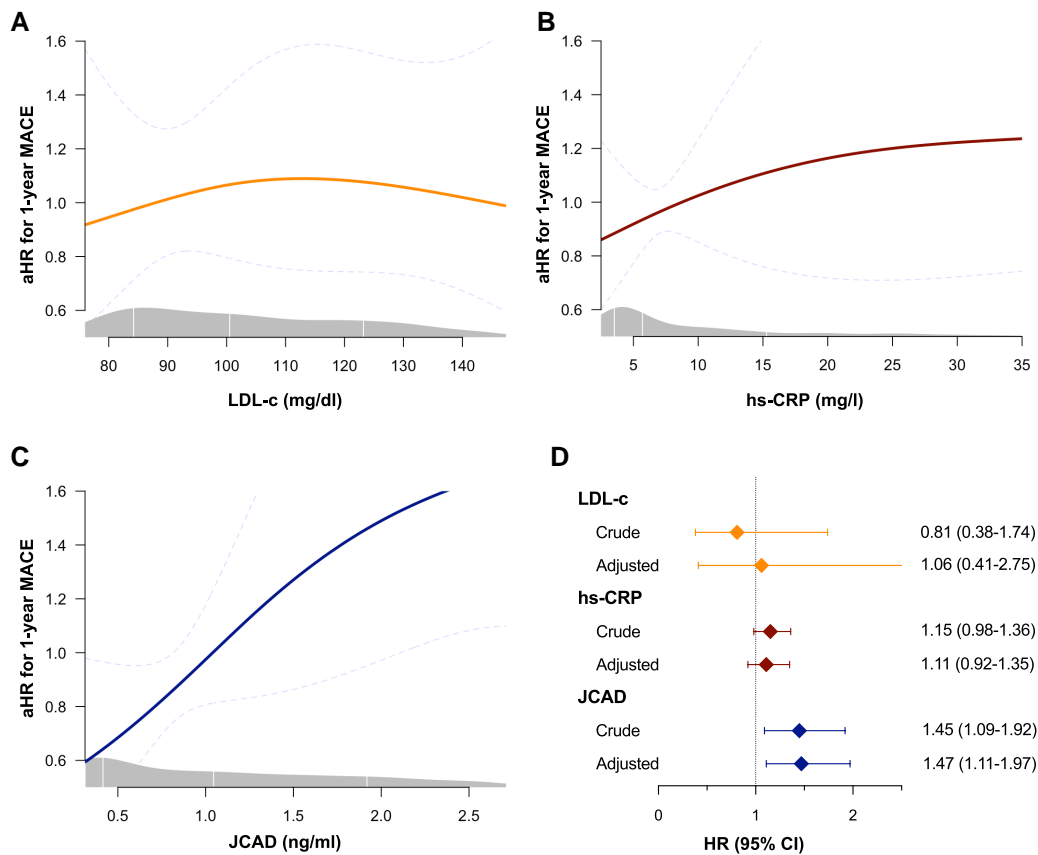 A
1.6
1.4
1.2
1.0
0.8
0.6
aHR for 1-year MACE
80 90 100 110 120 130 140
LDL-c (mg/dl)
B
1.6
1.4
1.2
1.0
0.8
0.6
aHR for 1-year MACE
5 10 15 20 25 30 35
hs-CRP (mg/l)
C
1.6
1.4
1.2
1.0
0.8
0.6
aHR for 1-year MACE
0.5 1.0 1.5 2.0 2.5
JCAD (ng/ml)
D
LDL-c
Crude 0.81 (0.38-1.74)
Adjusted 1.06 (0.41-2.75)
hs-CRP
Crude 1.15 (0.98-1.36)
Adjusted 1.11 (0.92-1.35)
JCAD
Crude 1.45 (1.09-1.92)
Adjusted 1.47 (1.11-1.97)
0 1 2
HR (95% CI)